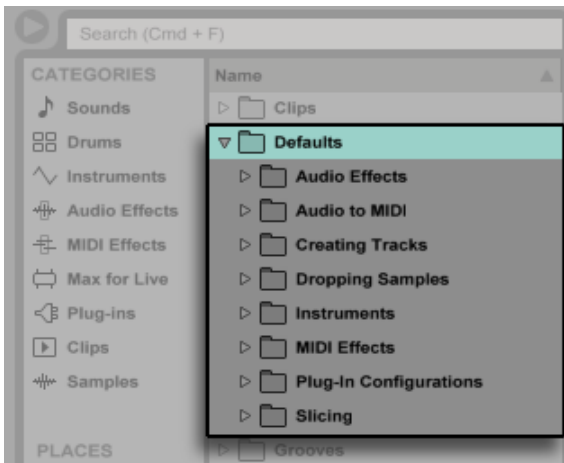 Search (Cmd + F)
CATEGORIES
Sounds
Drums
Instruments
Audio Effects
MIDI Effects
Max for Live
Plug-ins
Clips
Samples
PLACES
Name
Clips
Defaults
Audio Effects
Audio to MIDI
Creating Tracks
Dropping Samples
Instruments
MIDI Effects
Plug-In Configurations
Slicing
Grooves